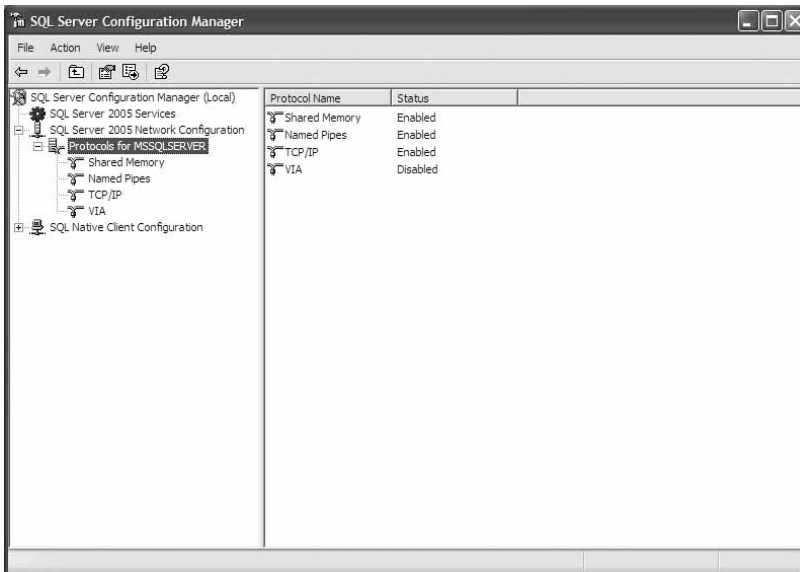 SQL Server Configuration Manager
File Action View Help
SQL Server Configuration Manager (Local)
SQL Server 2005 Services
SQL Server 2005 Network Configuration
Protocols for MSSQLSERVER
Shared Memory
Named Pipes
TCP/IP
VIA
SQL Native Client Configuration
Protocol Name Status
Shared Memory Enabled
Named Pipes Enabled
TCP/IP Enabled
VIA Disabled